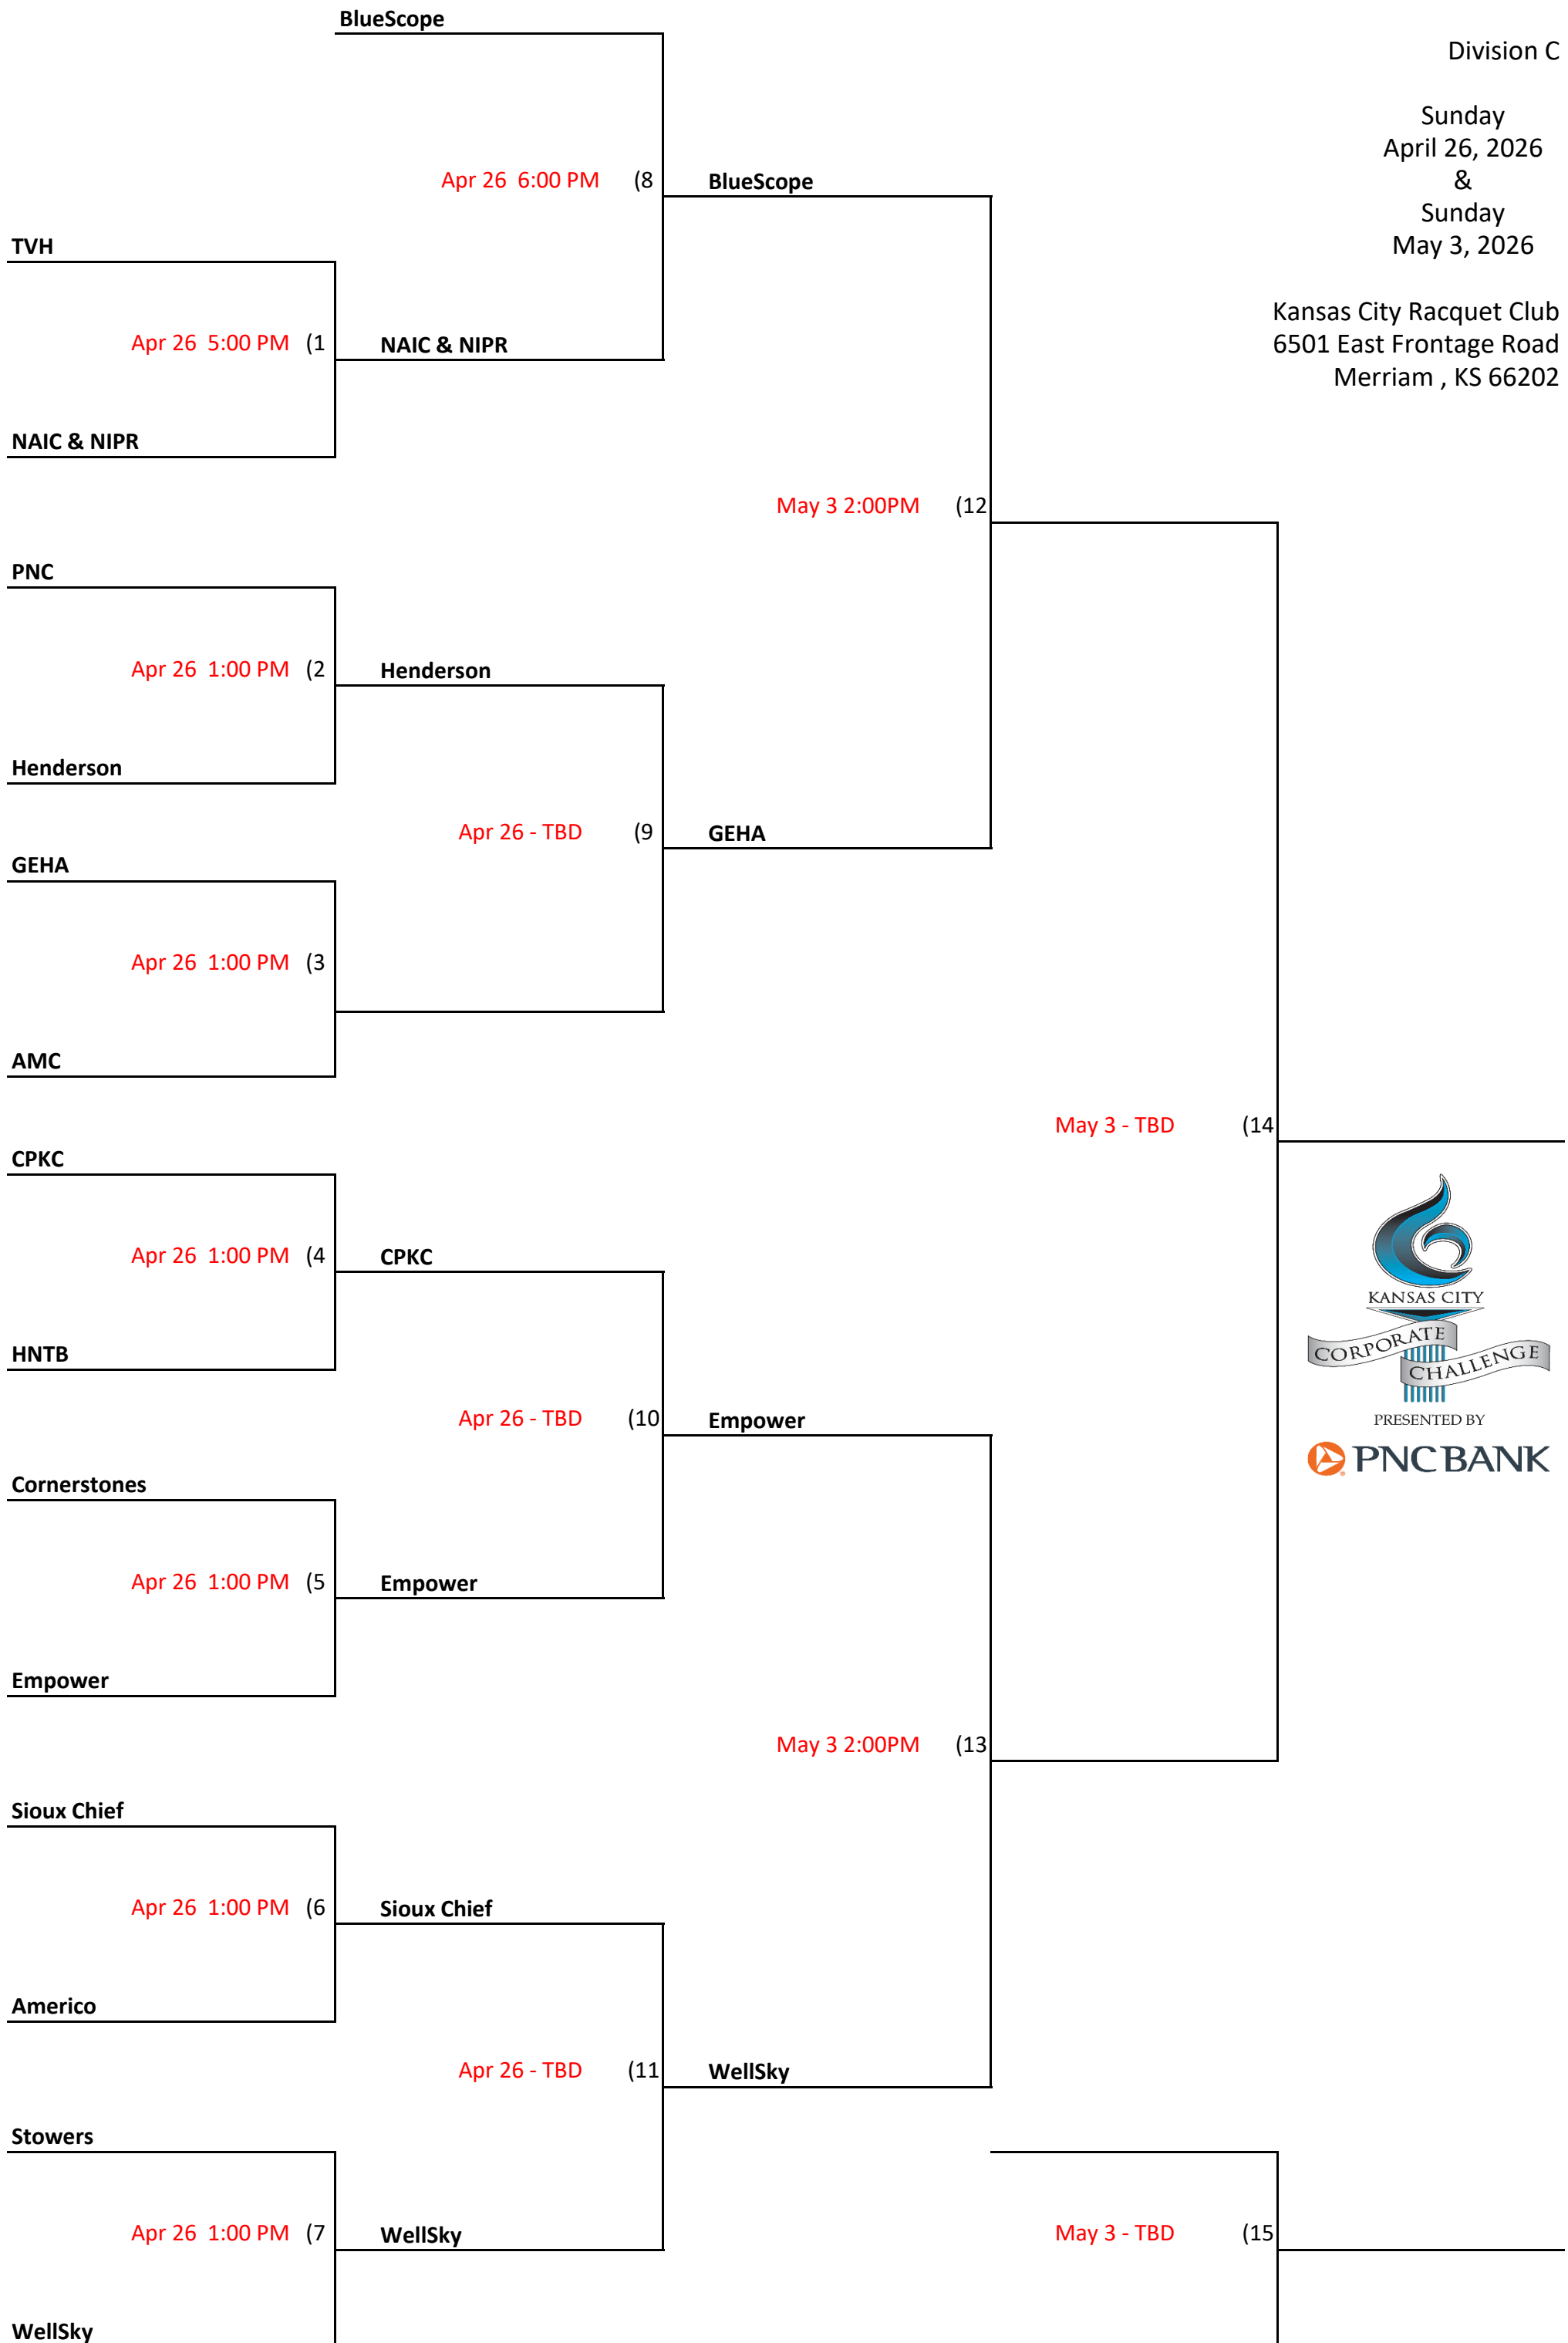 BlueScope
Division C
Sunday
April 26, 2026
&
Sunday
May 3, 2026
Apr 26  6:00 PM (8
BlueScope
TVH
Kansas City Racquet Club
6501 East Frontage Road
Merriam , KS 66202
Apr 26  5:00 PM (1
NAIC & NIPR
NAIC & NIPR
May 3 2:00PM (12
PNC
Apr 26  1:00 PM (2
Henderson
Henderson
Apr 26 - TBD (9
GEHA
GEHA
Apr 26  1:00 PM (3
AMC
May 3 - TBD (14
CPKC
Apr 26  1:00 PM (4
CPKC
KANSAS CITY
CORPORATE
CHALLENGE
PRESENTED BY
PNC BANK
HNTB
Apr 26 - TBD (10
Empower
Cornerstones
Apr 26  1:00 PM (5
Empower
Empower
May 3 2:00PM (13
Sioux Chief
Apr 26  1:00 PM (6
Sioux Chief
Americo
Apr 26 - TBD (11
WellSky
Stowers
Apr 26  1:00 PM (7
WellSky
May 3 - TBD (15
WellSky